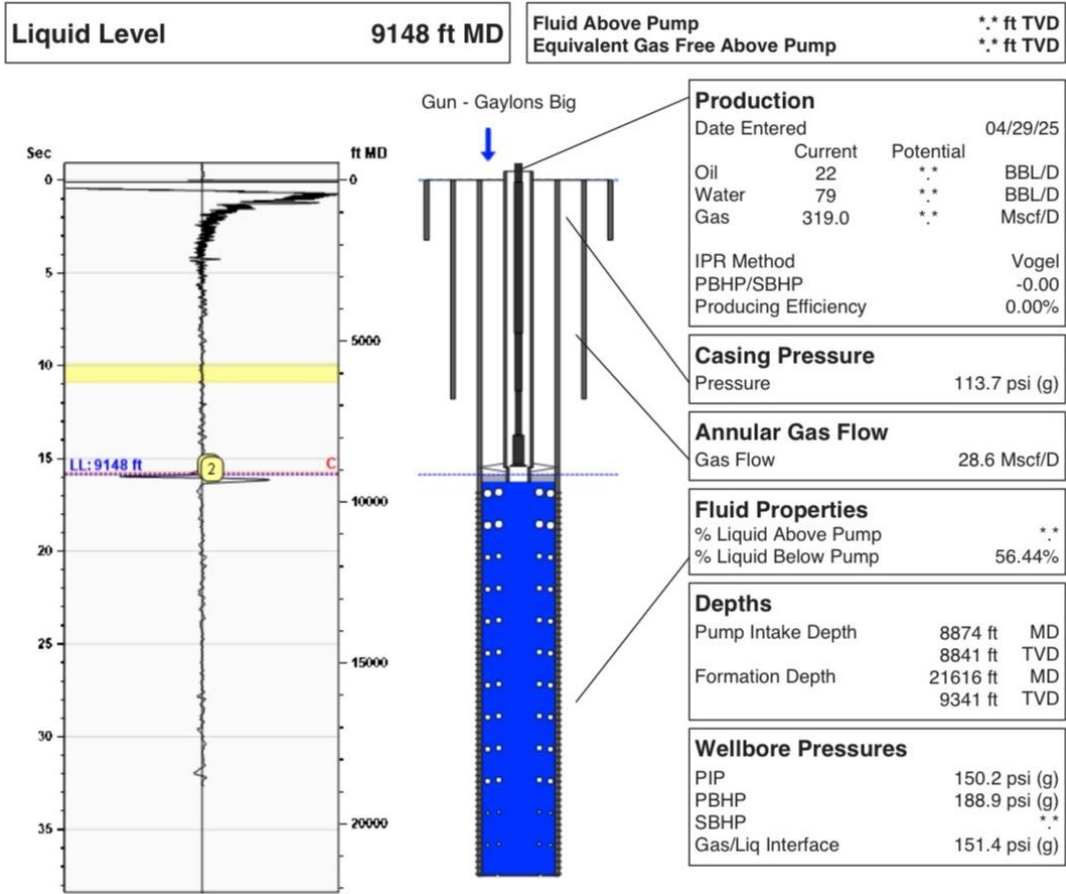 Liquid Level 9148 ft MD
Fluid Above Pump *.* ft TVD
Equivalent Gas Free Above Pump *.* ft TVD
Gun - Gaylons Big
Sec
ft MD
0
5
10
15
20
25
30
35
0
5000
10000
15000
20000
LL: 9148 ft
2
C
Production
Date Entered 04/29/25
Current Potential
Oil 22 *.* BBL/D
Water 79 *.* BBL/D
Gas 319.0 *.* Mscf/D
IPR Method Vogel
PBHP/SBHP -0.00
Producing Efficiency 0.00%
Casing Pressure
Pressure 113.7 psi (g)
Annular Gas Flow
Gas Flow 28.6 Mscf/D
Fluid Properties
% Liquid Above Pump *.*
% Liquid Below Pump 56.44%
Depths
Pump Intake Depth 8874 ft MD
8841 ft TVD
Formation Depth 21616 ft MD
9341 ft TVD
Wellbore Pressures
PIP 150.2 psi (g)
PBHP 188.9 psi (g)
SBHP *.*
Gas/Liq Interface 151.4 psi (g)